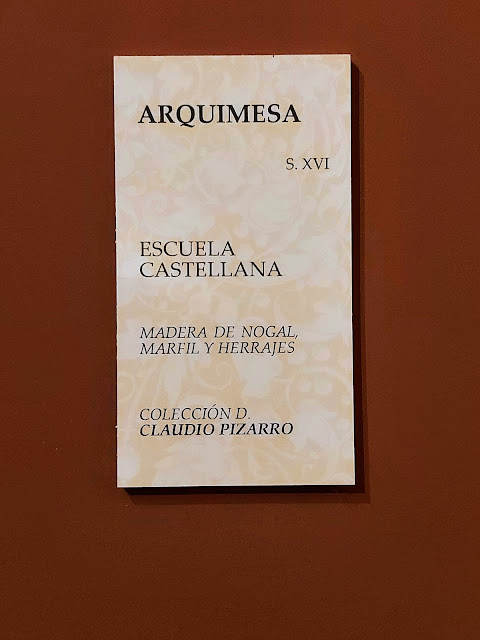 ARQUIMESA
S. XVI
ESCUELA
CASTELLANA
MADERA DE NOGAL,
MARFIL Y HERRAJES
COLECCIÓN D.
CLAUDIO PIZARRO